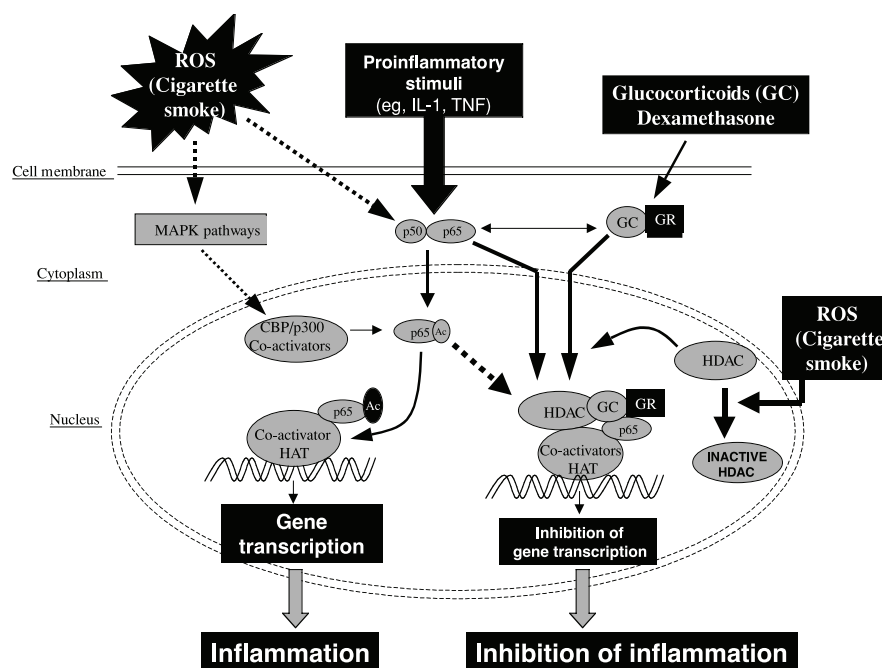 ROS
(Cigarette
smoke)
Proinflammatory
stimuli
(eg, IL-1, TNF)
Glucocorticoids (GC)
Dexamethasone
Cell membrane
MAPK pathways
p50
p65
GC
GR
Cytoplasm
CBP/p300
Co-activators
p65
Ac
HDAC
ROS
(Cigarette
smoke)
Nucleus
p65
Ac
Co-activator
HAT
HDAC
GC
GR
p65
Co-activators
HAT
INACTIVE
HDAC
Gene
transcription
Inhibition of
gene transcription
Inflammation
Inhibition of inflammation